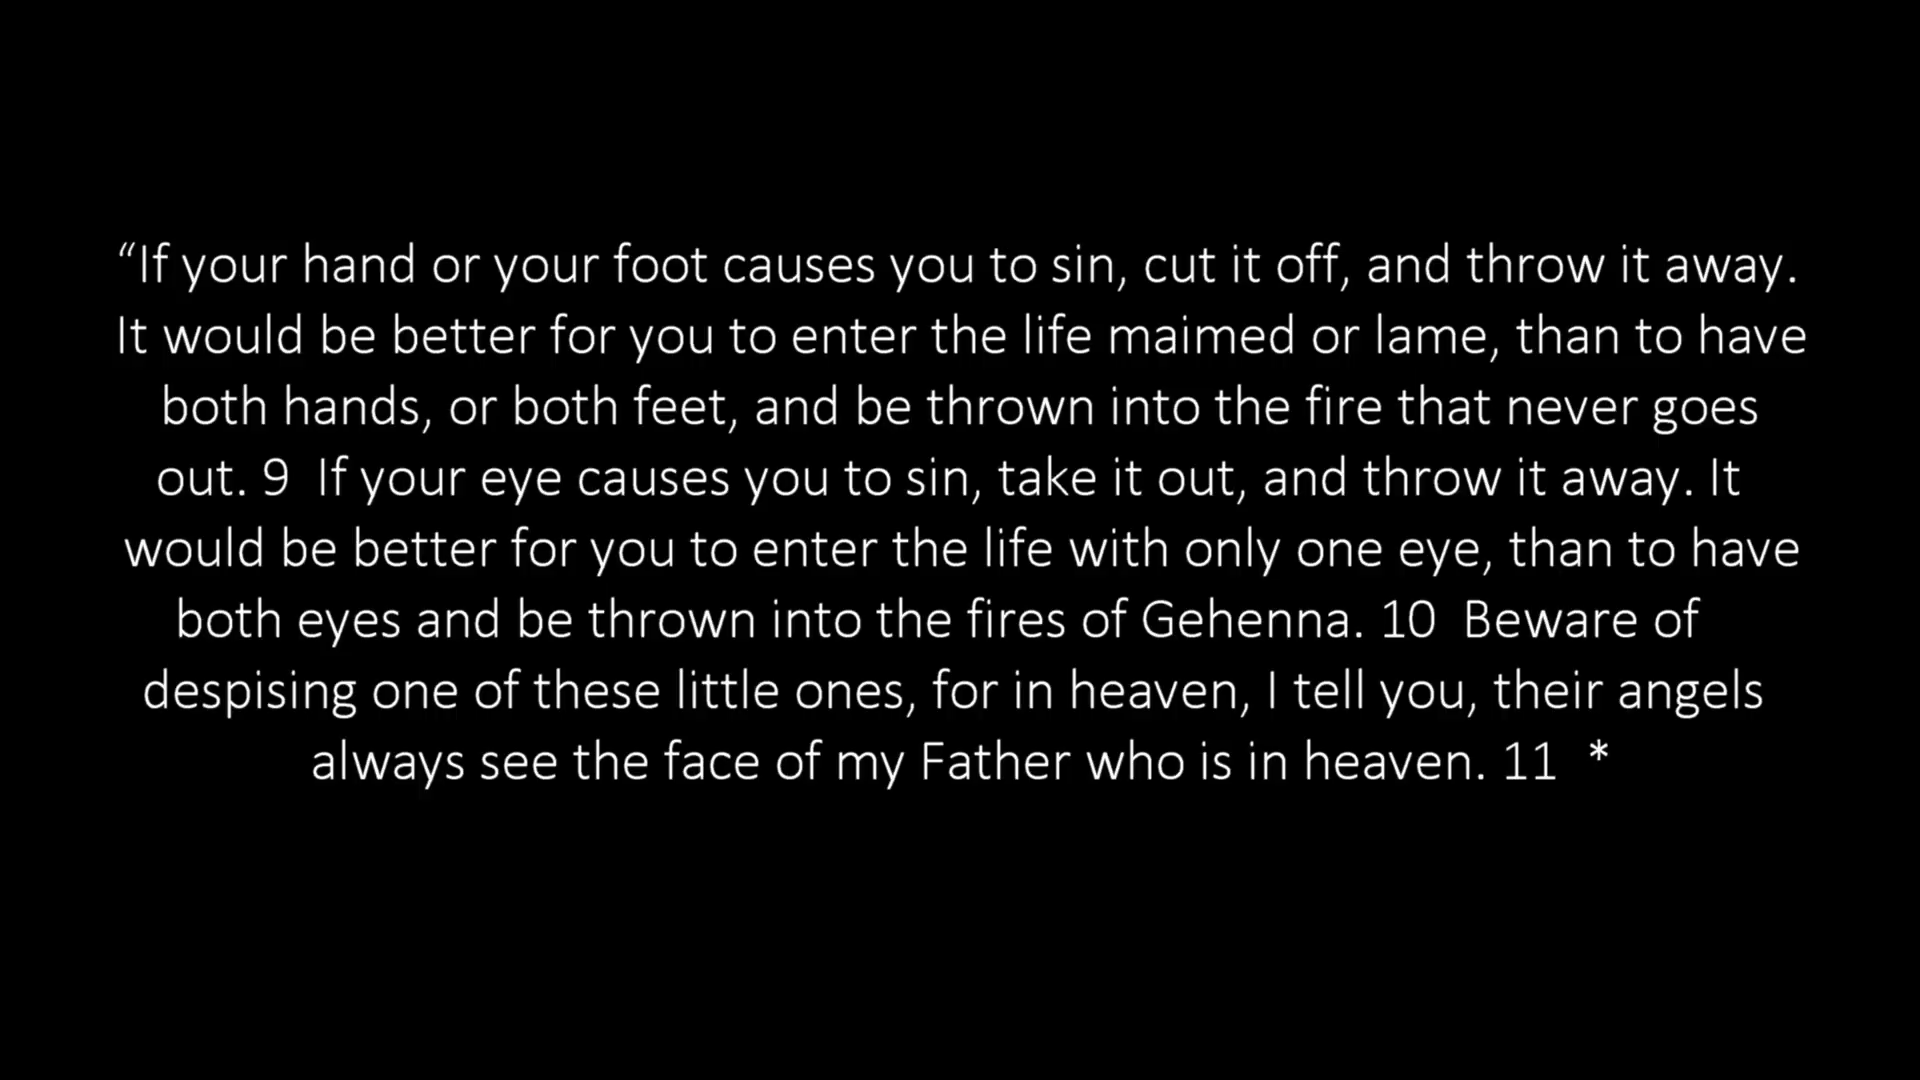 “If your hand or your foot causes you to sin, cut it off, and throw it away.
It would be better for you to enter the life maimed or lame, than to have
both hands, or both feet, and be thrown into the fire that never goes
out. 9  If your eye causes you to sin, take it out, and throw it away. It
would be better for you to enter the life with only one eye, than to have
both eyes and be thrown into the fires of Gehenna. 10  Beware of
despising one of these little ones, for in heaven, I tell you, their angels
always see the face of my Father who is in heaven. 11  *